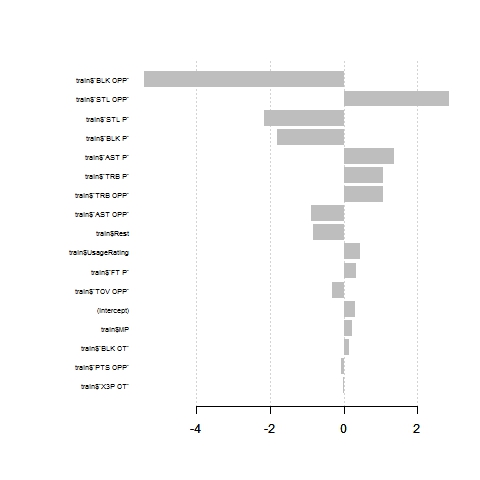 train$`BLK OPP`
train$`STL OPP`
train$`STL P`
train$`BLK P`
train$`AST P`
train$`TRB P`
train$`TRB OPP`
train$`AST OPP`
train$Rest
train$UsageRating
train$`FT P`
train$`TOV OPP`
(Intercept)
train$MP
train$`BLK OT`
train$`PTS OPP`
train$`X3P OT`
-4 -2 0 2